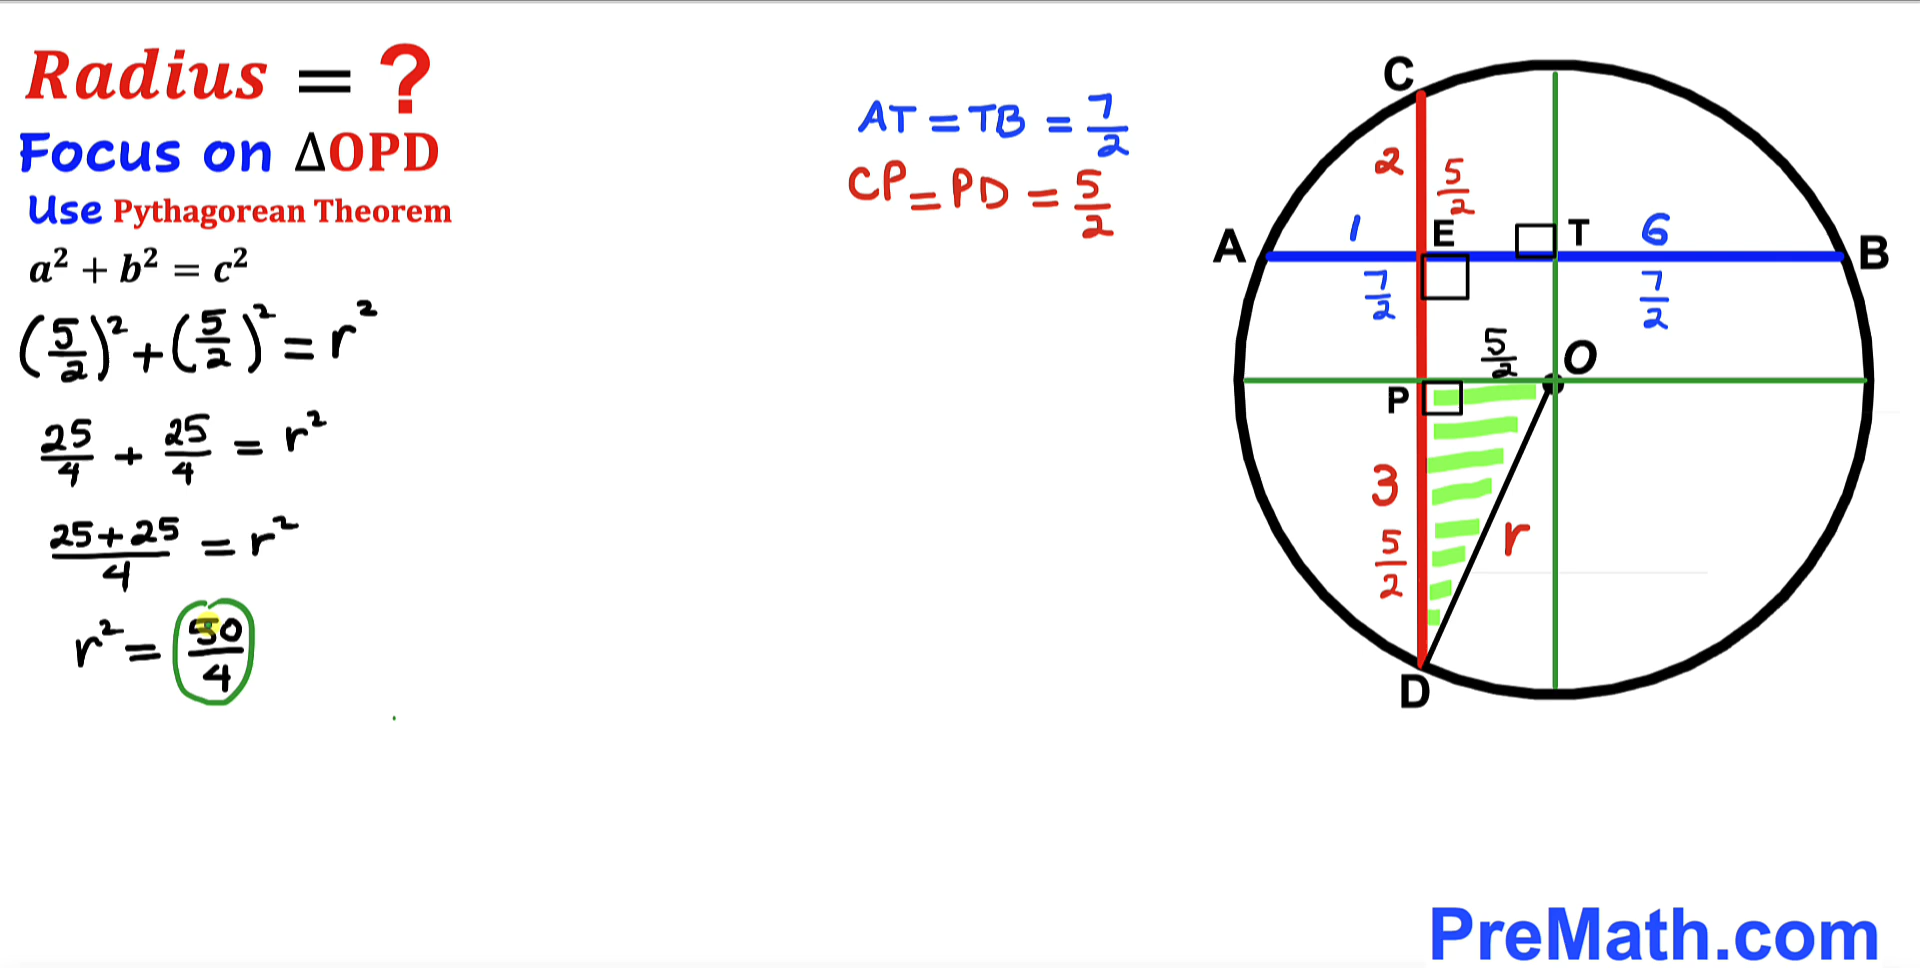 Radius = ?
Focus on ΔOPD
Use Pythagorean Theorem
a² + b² = c²
(5/2)² + (5/2)² = r²
25/4 + 25/4 = r²
25+25/4 = r²
r² = 50/4
AT = TB = 7/2
CP = PD = 5/2
C
2 5/2
A 1 E T 6 B
7/2 7/2
5/2 O
P
3
5/2 r
D
PreMath.com